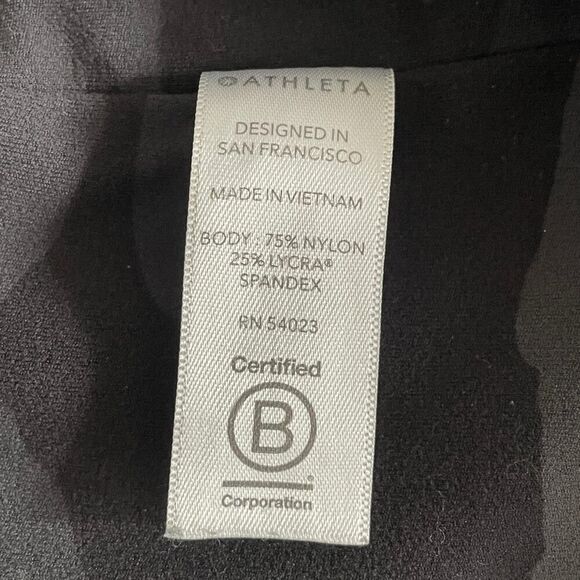 ATHLETA
DESIGNED IN
SAN FRANCISCO
MADE IN VIETNAM
BODY : 75% NYLON
25% LYCRA®
SPANDEX
RN 54023
Certified
B
®
Corporation